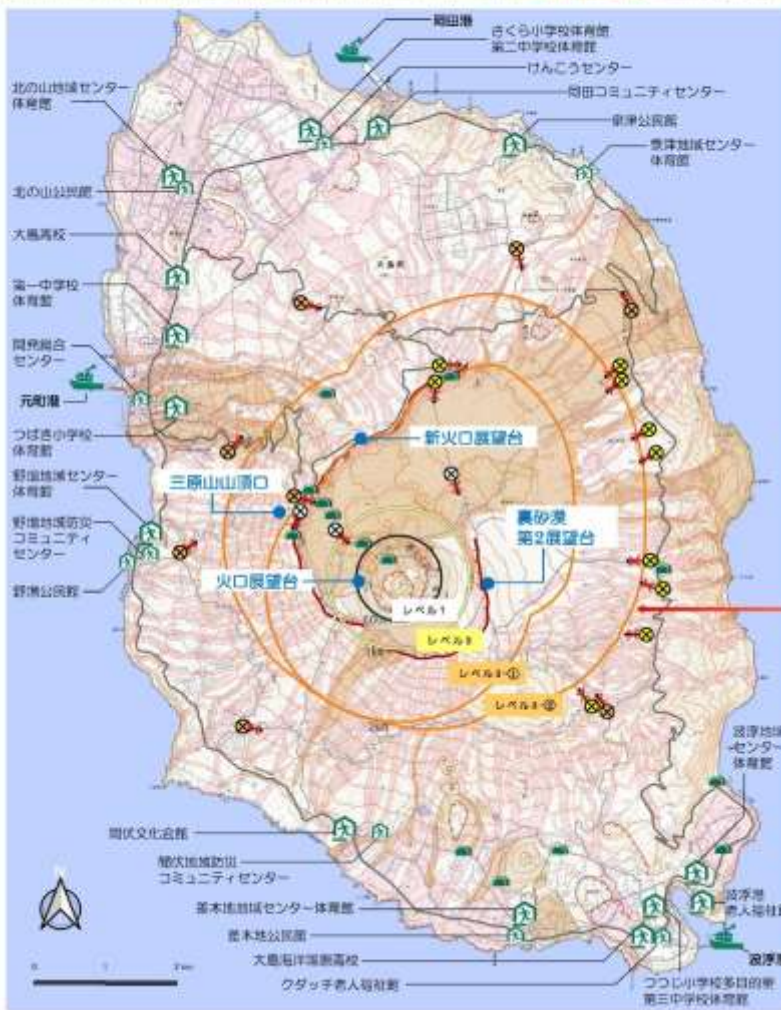 岡田港
さくら小学校体育館
第二中学校体育館
けんこうセンター
岡田コミュニティセンター
泉津公民館
泉津地域センター
体育館
北の山地域センター
体育館
北の山公民館
大島高校
第一中学校
体育館
開発総合
センター
元町港
つばき小学校
体育館
野増地域センター
体育館
野増地域防災
コミュニティ
センター
野増公民館
大島町
新火口展望台
三原山山頂口
裏砂漠
第2展望台
火口展望台
レベル1
レベル3-①
レベル3-②
波浮地域
センター
体育館
間伏文化会館
間伏地域防災
コミュニティセンター
差木地地域センター体育館
差木地公民館
大島海洋国際高校
クダッチ老人福祉館
波浮港
老人福祉館
つつじ小学校多目的室
第三中学校体育館
0 1 2 km